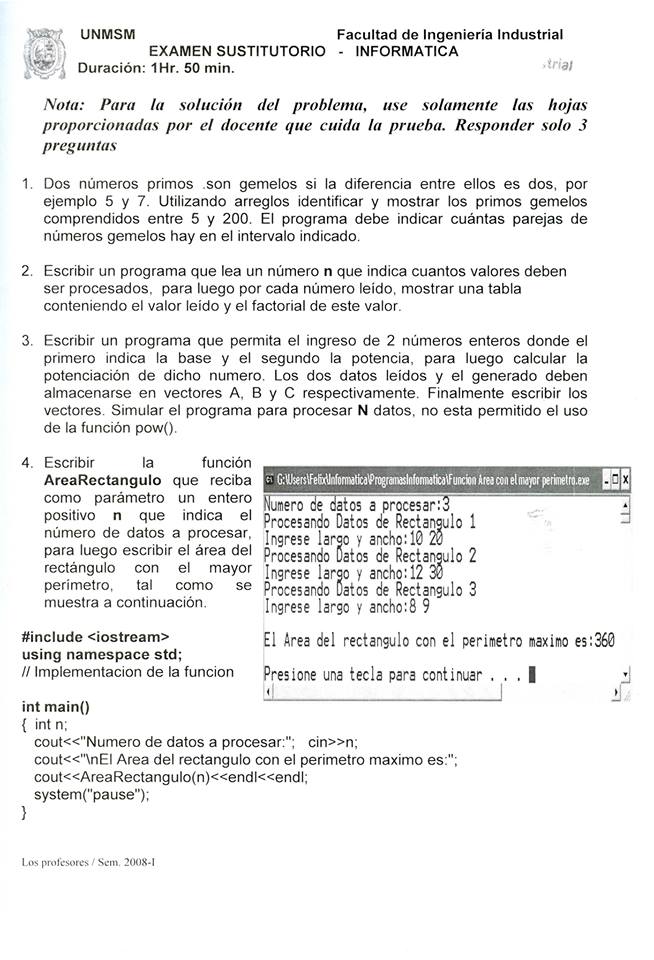 UNMSM Facultad de Ingeniería Industrial
EXAMEN SUSTITUTORIO - INFORMATICA
Duración: 1Hr. 50 min.
trial
Nota: Para la solución del problema, use solamente las hojas
proporcionadas por el docente que cuida la prueba. Responder solo 3
preguntas
1. Dos números primos .son gemelos si la diferencia entre ellos es dos, por
ejemplo 5 y 7. Utilizando arreglos identificar y mostrar los primos gemelos
comprendidos entre 5 y 200. El programa debe indicar cuántas parejas de
números gemelos hay en el intervalo indicado.
2. Escribir un programa que lea un número n que indica cuantos valores deben
ser procesados, para luego por cada número leído, mostrar una tabla
conteniendo el valor leído y el factorial de este valor.
3. Escribir un programa que permita el ingreso de 2 números enteros donde el
primero indica la base y el segundo la potencia, para luego calcular la
potenciación de dicho numero. Los dos datos leídos y el generado deben
almacenarse en vectores A, B y C respectivamente. Finalmente escribir los
vectores. Simular el programa para procesar N datos, no esta permitido el uso
de la función pow().
4. Escribir la función
AreaRectangulo que reciba
como parámetro un entero
positivo n que indica el
número de datos a procesar,
para luego escribir el área del
rectángulo con el mayor
perímetro, tal como se
muestra a continuación.
G:\Users\Felix\Informatica\ProgramasInformatica\Funcion Area con el mayor perimetro.exe
Numero de datos a procesar:3
Procesando Datos de Rectangulo 1
Ingrese largo y ancho:10 20
Procesando Datos de Rectangulo 2
Ingrese largo y ancho:12 30
Procesando Datos de Rectangulo 3
Ingrese largo y ancho:8 9
El Area del rectangulo con el perimetro maximo es:360
Presione una tecla para continuar . . .
#include <iostream>
using namespace std;
// Implementacion de la funcion
int main()
{ int n;
cout<<"Numero de datos a procesar:"; cin>>n;
cout<<"\nEl Area del rectangulo con el perimetro maximo es:";
cout<<AreaRectangulo(n)<<endl<<endl;
system("pause");
}
Los profesores / Sem. 2008-I